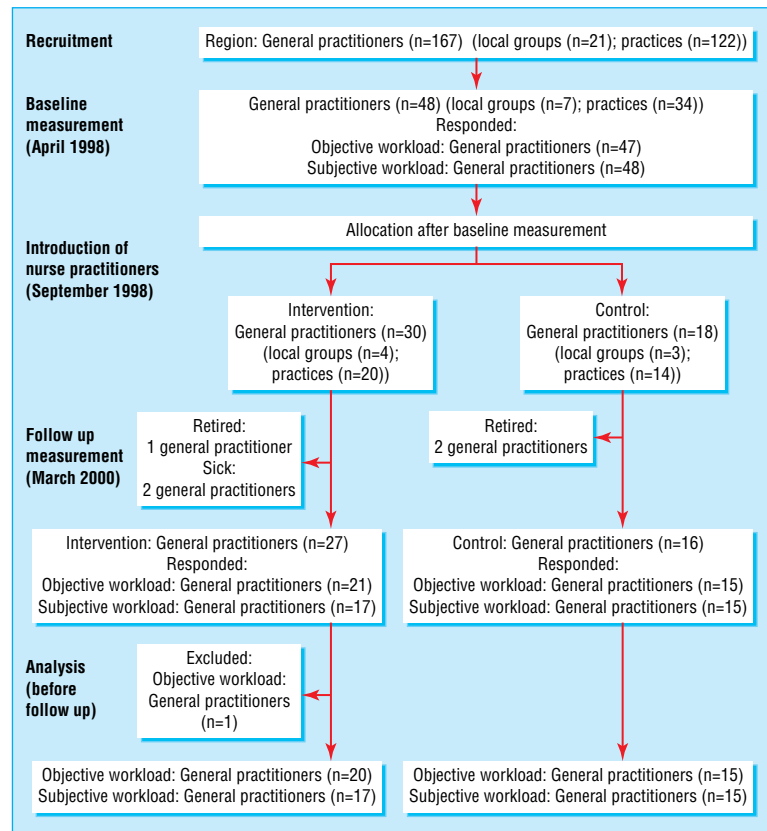 Recruitment
Region: General practitioners (n=167)  (local groups (n=21); practices (n=122))
Baseline
measurement
(April 1998)
General practitioners (n=48) (local groups (n=7); practices (n=34))
Responded:
Objective workload: General practitioners (n=47)
Subjective workload: General practitioners (n=48)
Introduction of
nurse practitioners
(September 1998)
Allocation after baseline measurement
Intervention:
General practitioners (n=30)
(local groups (n=4);
practices (n=20))
Control:
General practitioners (n=18)
(local groups (n=3);
practices (n=14))
Follow up
measurement
(March 2000)
Retired:
1 general practitioner
Sick:
2 general practitioners
Retired:
2 general practitioners
Intervention: General practitioners (n=27)
Responded:
Objective workload: General practitioners (n=21)
Subjective workload: General practitioners (n=17)
Control: General practitioners (n=16)
Responded:
Objective workload: General practitioners (n=15)
Subjective workload: General practitioners (n=15)
Analysis
(before
follow up)
Excluded:
Objective workload:
General practitioners
(n=1)
Objective workload: General practitioners (n=20)
Subjective workload: General practitioners (n=17)
Objective workload: General practitioners (n=15)
Subjective workload: General practitioners (n=15)